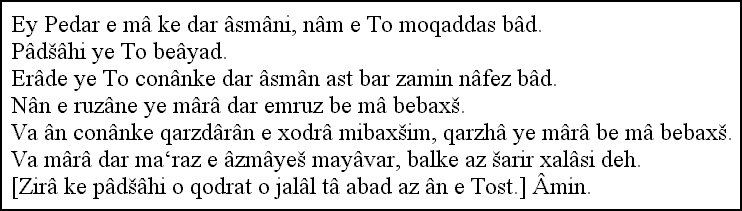 Ey Pedar e mâ ke dar âsmâni, nâm e To moqaddas bâd.
Pâdšâhi ye To beâyad.
Erâde ye To conânke dar âsmân ast bar zamin nâfez bâd.
Nân e ruzâne ye mârâ dar emruz be mâ bebaxš.
Va ân conânke qarzdârân e xodrâ mibaxšim, qarzhâ ye mârâ be mâ bebaxš.
Va mârâ dar ma‘raz e âzmâyeš mayâvar, balke az šarir xalâsi deh.
[Zirâ ke pâdšâhi o qodrat o jalâl tâ abad az ân e Tost.] Âmin.